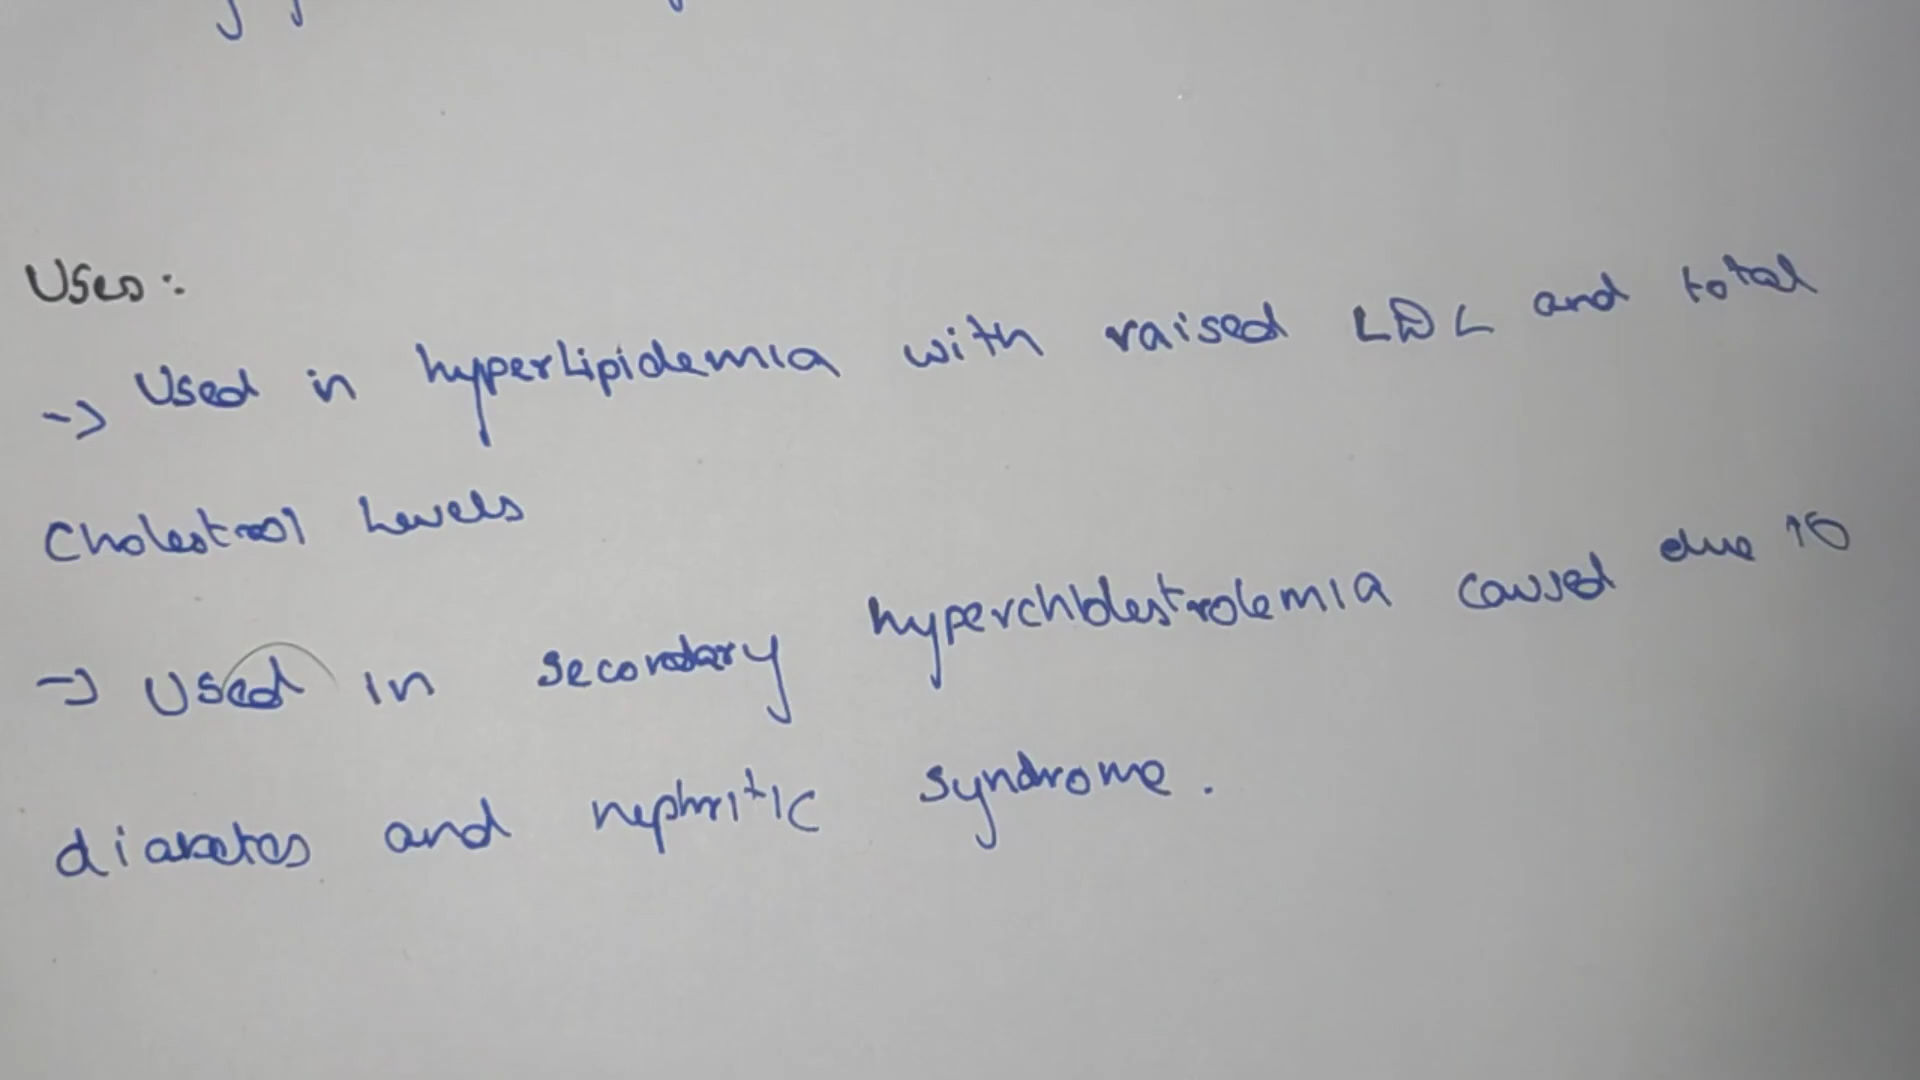 Uses:
-> Used in hyperlipidemia with raised LDL and total
Cholestrol Levels
-> Used in secondary hypercholestrolemia caused due to
diabetes and nephritic syndrome.